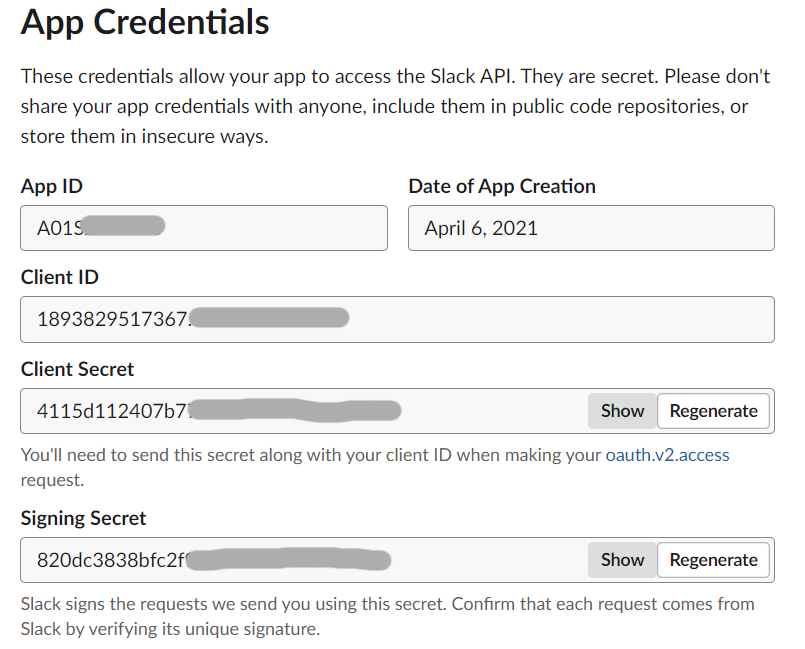 App Credentials
These credentials allow your app to access the Slack API. They are secret. Please don't
share your app credentials with anyone, include them in public code repositories, or
store them in insecure ways.
App ID
Date of App Creation
A01S
April 6, 2021
Client ID
1893829517367.
Client Secret
4115d112407b77
Show
Regenerate
You'll need to send this secret along with your client ID when making your oauth.v2.access
request.
Signing Secret
820dc3838bfc2f
Show
Regenerate
Slack signs the requests we send you using this secret. Confirm that each request comes from
Slack by verifying its unique signature.